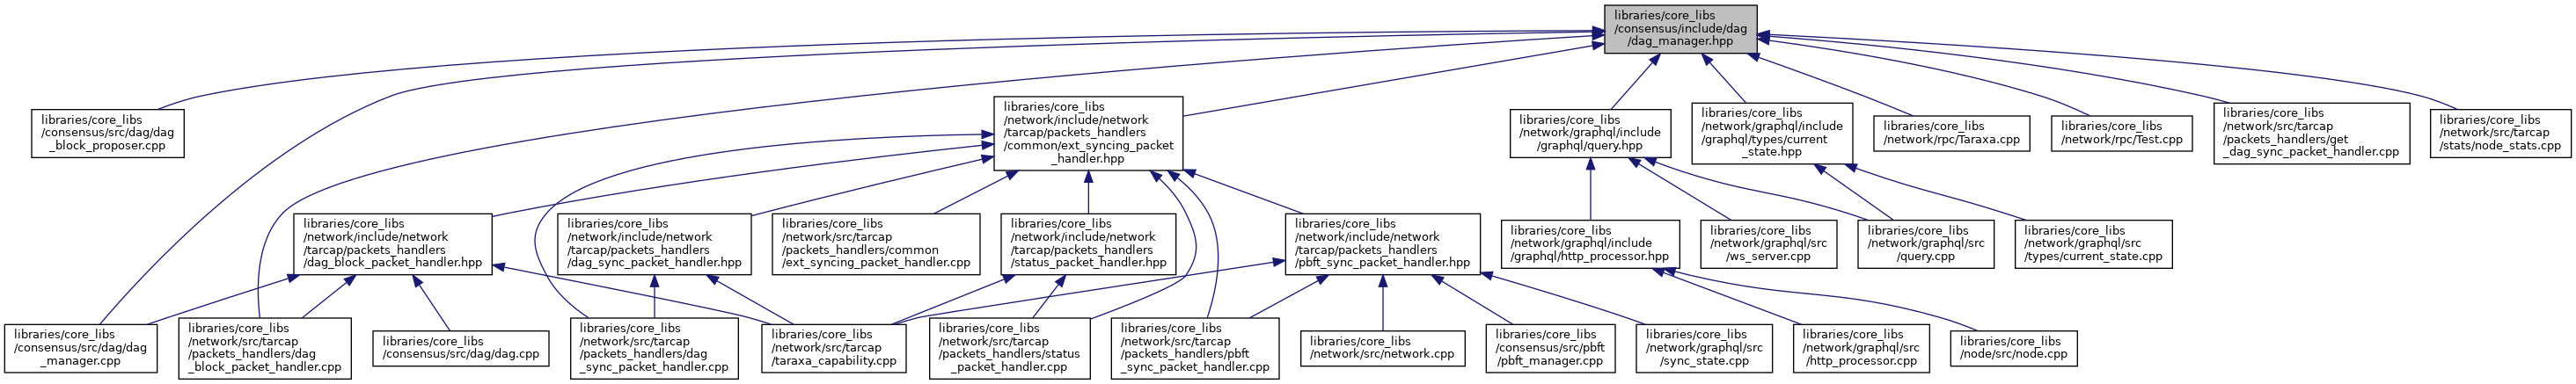 libraries/core_libs
/consensus/include/dag
/dag_manager.hpp
libraries/core_libs
/consensus/src/dag/dag
_block_proposer.cpp
libraries/core_libs
/network/include/network
/tarcap/packets_handlers
/common/ext_syncing_packet
_handler.hpp
libraries/core_libs
/network/graphql/include
/graphql/query.hpp
libraries/core_libs
/network/graphql/include
/graphql/types/current
_state.hpp
libraries/core_libs
/network/rpc/Taraxa.cpp
libraries/core_libs
/network/rpc/Test.cpp
libraries/core_libs
/network/src/tarcap
/packets_handlers/get
_dag_sync_packet_handler.cpp
libraries/core_libs
/network/src/tarcap
/stats/node_stats.cpp
libraries/core_libs
/network/include/network
/tarcap/packets_handlers
/dag_block_packet_handler.hpp
libraries/core_libs
/network/include/network
/tarcap/packets_handlers
/dag_sync_packet_handler.hpp
libraries/core_libs
/network/src/tarcap
/packets_handlers/common
/ext_syncing_packet_handler.cpp
libraries/core_libs
/network/include/network
/tarcap/packets_handlers
/status_packet_handler.hpp
libraries/core_libs
/network/include/network
/tarcap/packets_handlers
/pbft_sync_packet_handler.hpp
libraries/core_libs
/network/graphql/include
/graphql/http_processor.hpp
libraries/core_libs
/network/graphql/src
/ws_server.cpp
libraries/core_libs
/network/graphql/src
/query.cpp
libraries/core_libs
/network/graphql/src
/types/current_state.cpp
libraries/core_libs
/consensus/src/dag/dag
_manager.cpp
libraries/core_libs
/network/src/tarcap
/packets_handlers/dag
_block_packet_handler.cpp
libraries/core_libs
/consensus/src/dag/dag.cpp
libraries/core_libs
/network/src/tarcap
/packets_handlers/dag
_sync_packet_handler.cpp
libraries/core_libs
/network/src/tarcap
/taraxa_capability.cpp
libraries/core_libs
/network/src/tarcap
/packets_handlers/status
_packet_handler.cpp
libraries/core_libs
/network/src/tarcap
/packets_handlers/pbft
_sync_packet_handler.cpp
libraries/core_libs
/network/src/network.cpp
libraries/core_libs
/consensus/src/pbft
/pbft_manager.cpp
libraries/core_libs
/network/graphql/src
/sync_state.cpp
libraries/core_libs
/network/graphql/src
/http_processor.cpp
libraries/core_libs
/node/src/node.cpp